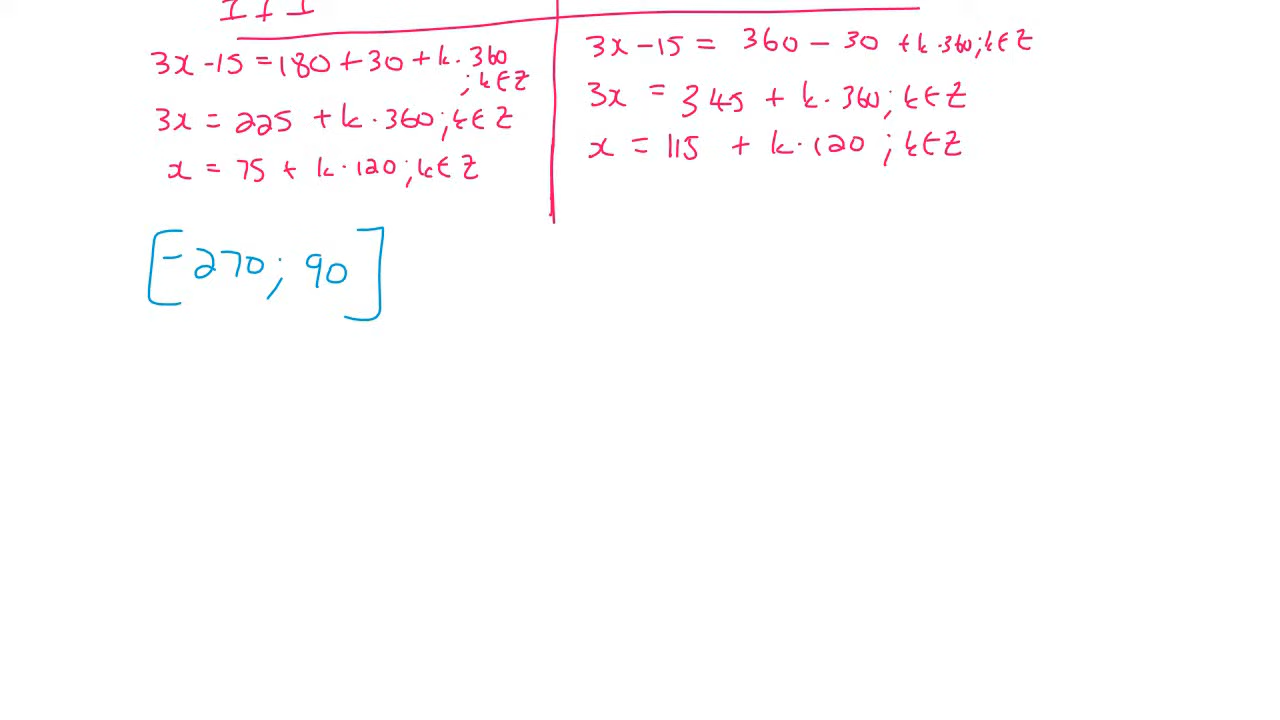 III
3x - 15 = 180 + 30 + k · 360
; k ∈ Z
3x = 225 + k · 360 ; k ∈ Z
x = 75 + k · 120 ; k ∈ Z
3x - 15 = 360 - 30 + k · 360 ; k ∈ Z
3x = 345 + k · 360 ; k ∈ Z
x = 115 + k · 120 ; k ∈ Z
[-270 ; 90]